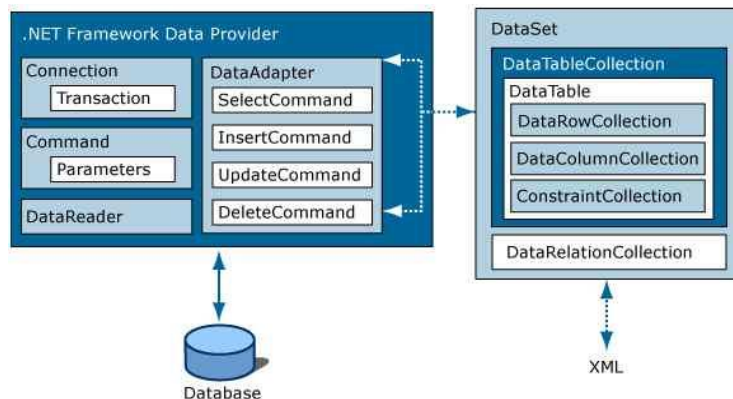 .NET Framework Data Provider
Connection
Transaction
Command
Parameters
DataReader
DataAdapter
SelectCommand
InsertCommand
UpdateCommand
DeleteCommand
Database
DataSet
DataTableCollection
DataTable
DataRowCollection
DataColumnCollection
ConstraintCollection
DataRelationCollection
XML